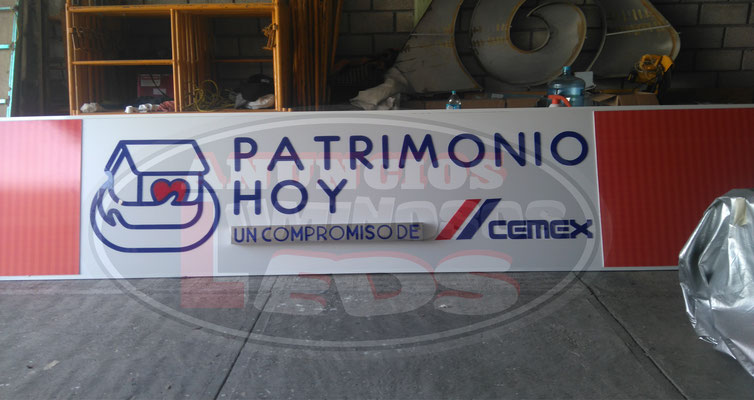 PATRIMONIO
HOY
UN COMPROMISO DE CEMEX
ANUNCIOS
LUMINOSOS
LEDS